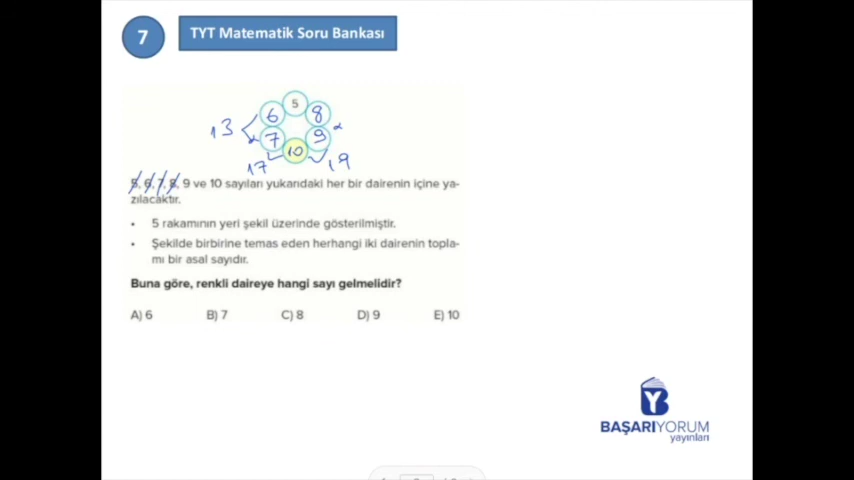 7
TYT Matematik Soru Bankası
5
6
8
13
7
9
10
17
19
5, 6, 7, 8, 9 ve 10 sayıları yukarıdaki her bir dairenin içine ya-
zılacaktır.
• 5 rakamının yeri şekil üzerinde gösterilmiştir.
• Şekilde birbirine temas eden herhangi iki dairenin topla-
mı bir asal sayıdır.
Buna göre, renkli daireye hangi sayı gelmelidir?
A) 6 B) 7 C) 8 D) 9 E) 10
BAŞARIYORUM
yayınları